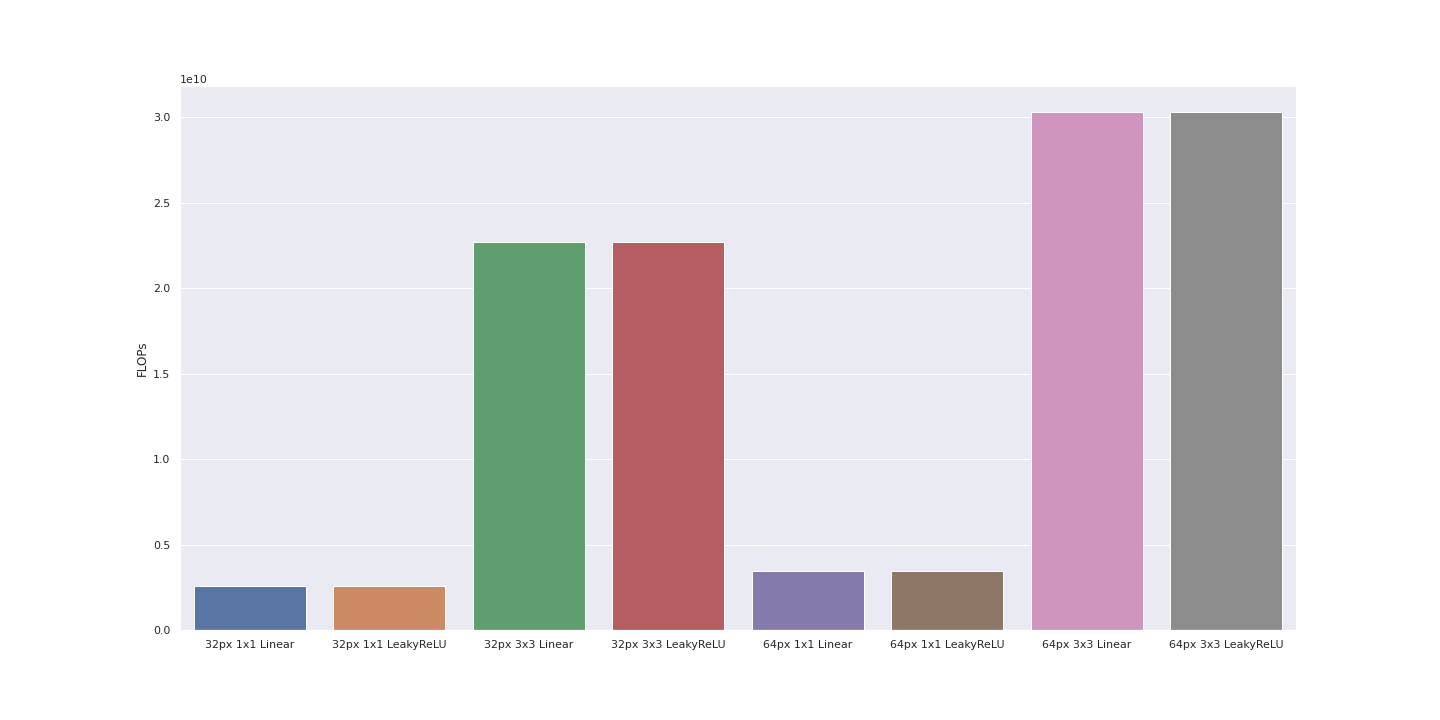 1e10
3.0
2.5
2.0
1.5
1.0
0.5
0.0
FLOPs
32px 1x1 Linear
32px 1x1 LeakyReLU
32px 3x3 Linear
32px 3x3 LeakyReLU
64px 1x1 Linear
64px 1x1 LeakyReLU
64px 3x3 Linear
64px 3x3 LeakyReLU